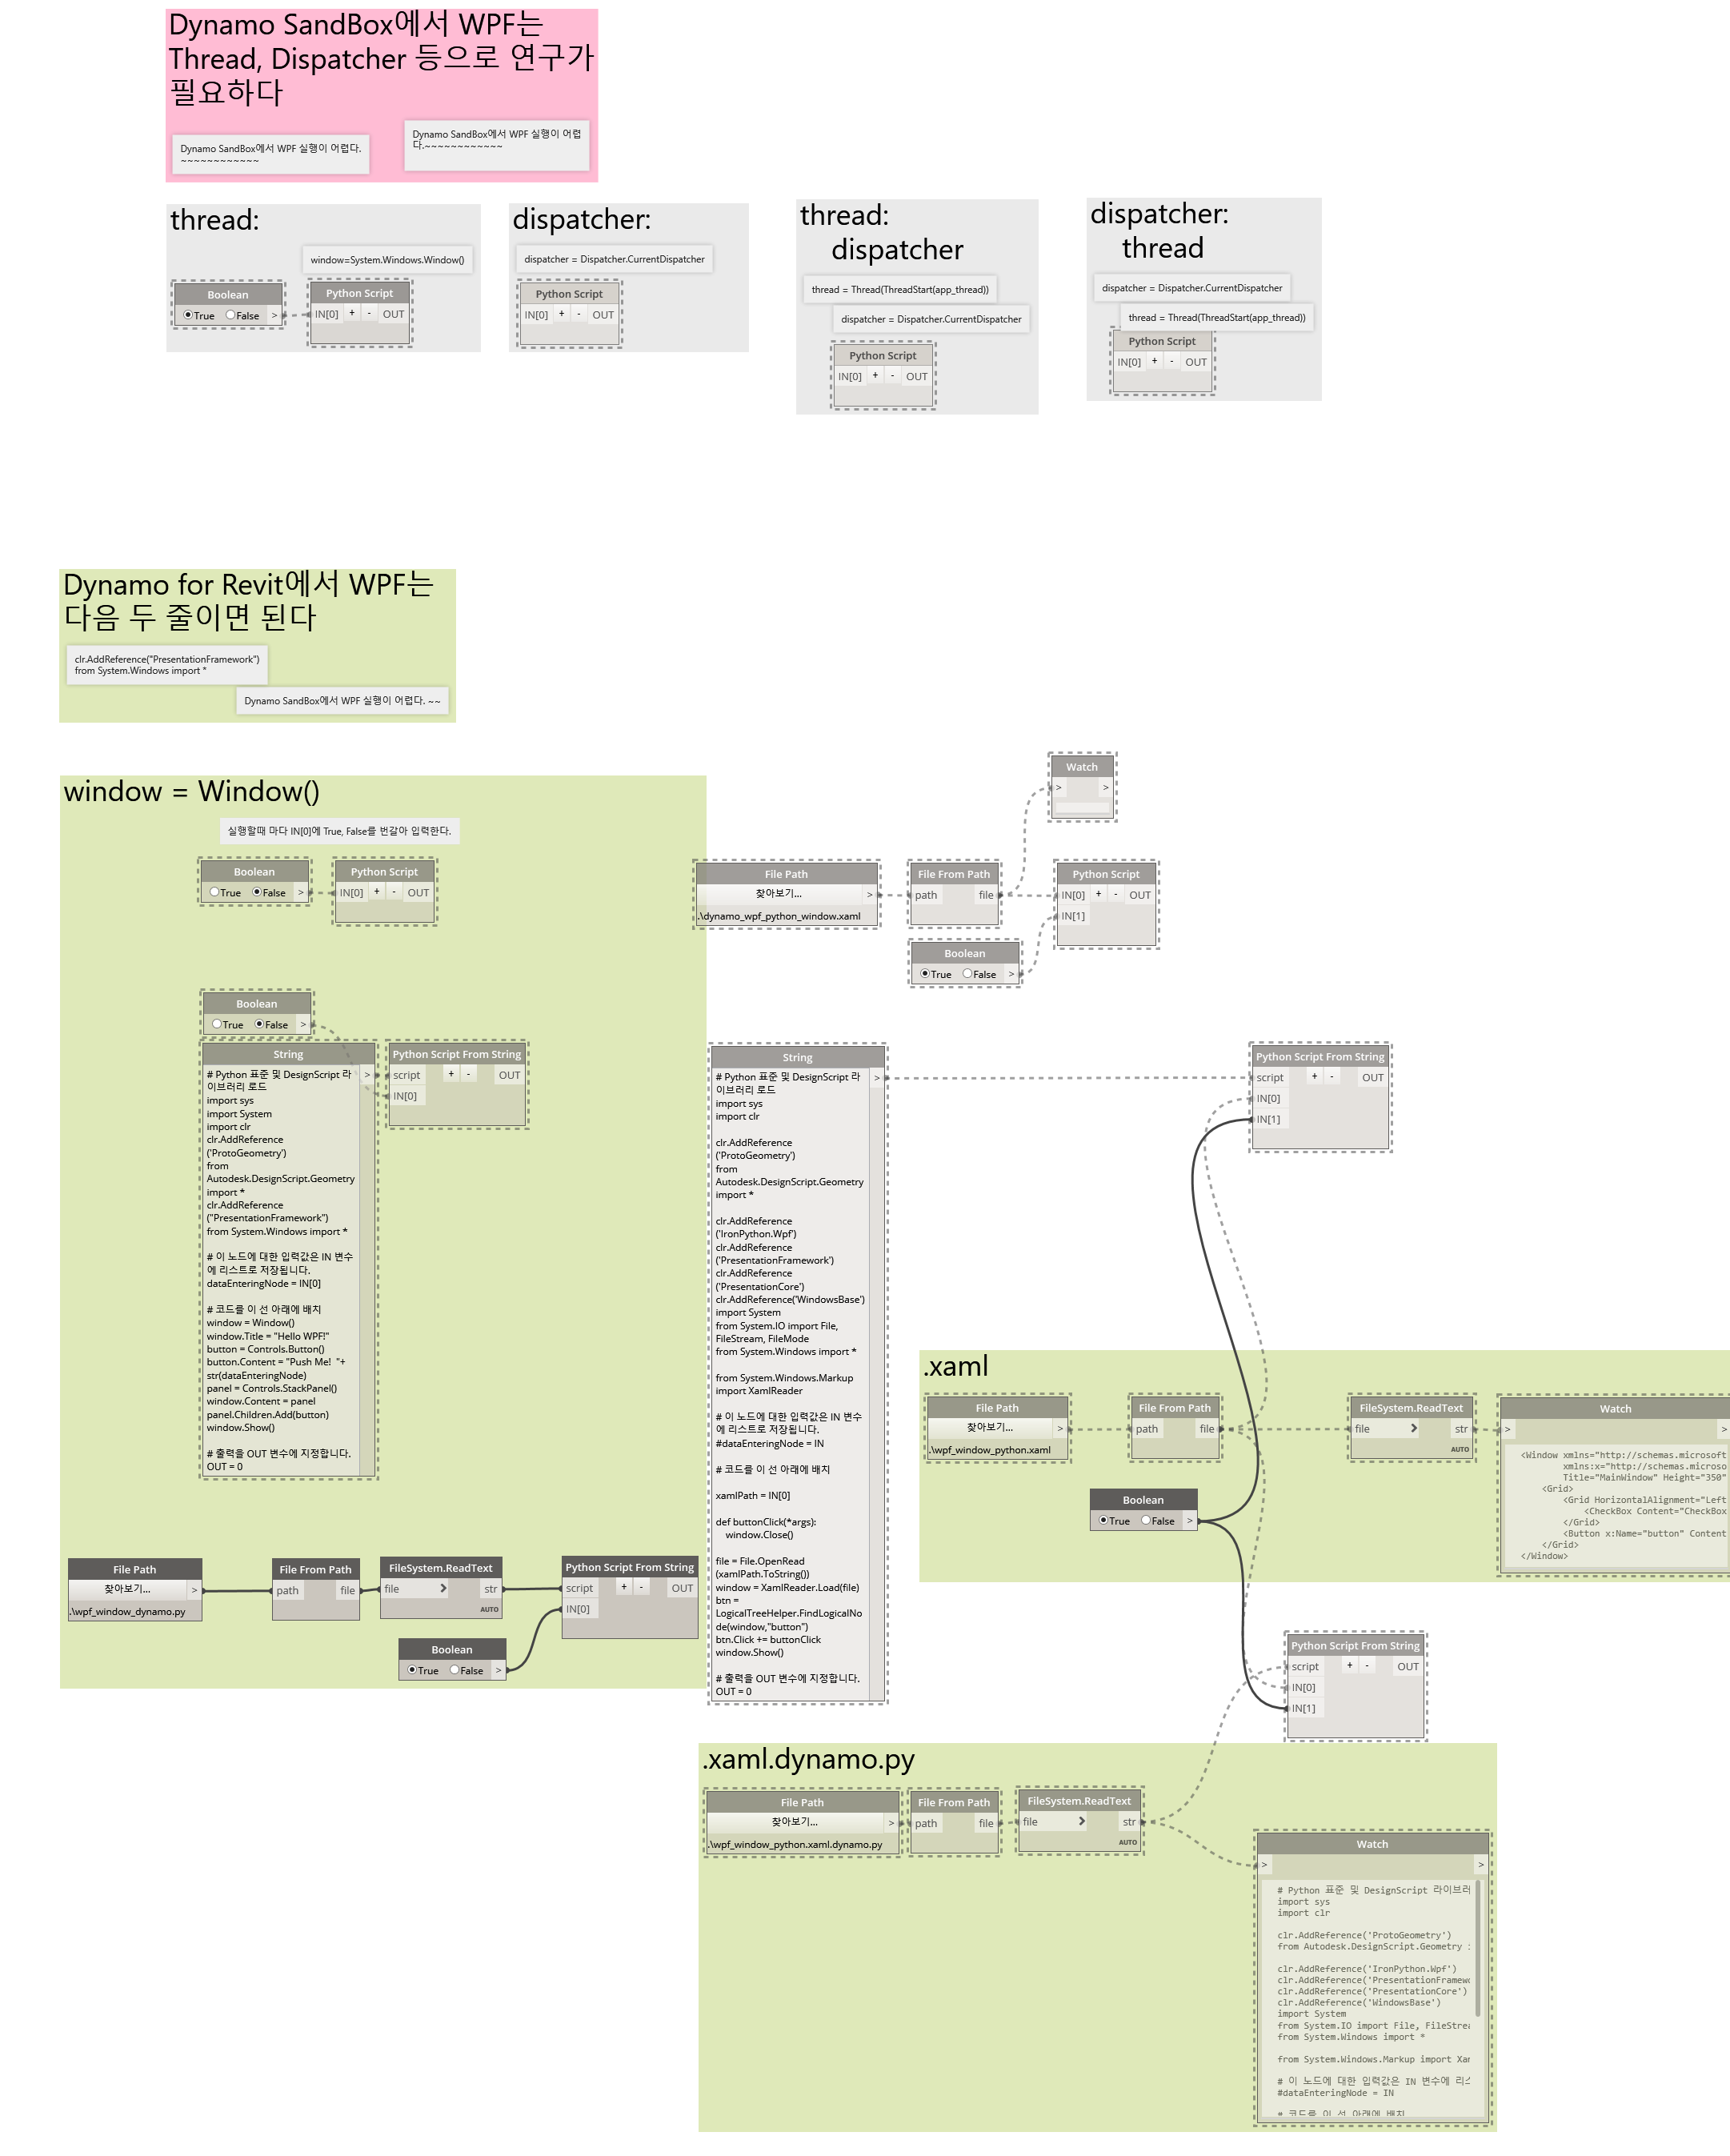 Dynamo SandBox에서 WPF는
Thread, Dispatcher 등으로 연구가
필요하다
Dynamo SandBox에서 WPF 실행이 어렵다.
~~~~~~~~~~~~
Dynamo SandBox에서 WPF 실행이 어렵
다.~~~~~~~~~~~~
thread:
window=System.Windows.Window()
Boolean
True False >
Python Script
IN[0] + - OUT
dispatcher:
dispatcher = Dispatcher.CurrentDispatcher
Python Script
IN[0] + - OUT
thread:
dispatcher
thread = Thread(ThreadStart(app_thread))
dispatcher = Dispatcher.CurrentDispatcher
Python Script
IN[0] + - OUT
dispatcher:
thread
dispatcher = Dispatcher.CurrentDispatcher
thread = Thread(ThreadStart(app_thread))
Python Script
IN[0] + - OUT
Dynamo for Revit에서 WPF는
다음 두 줄이면 된다
clr.AddReference("PresentationFramework")
from System.Windows import *
Dynamo SandBox에서 WPF 실행이 어렵다. ~~
window = Window()
실행할때 마다 IN[0]에 True, False를 번갈아 입력한다.
Boolean
True False >
Python Script
IN[0] + - OUT
Watch
> >
File Path
찾아보기... >
.\dynamo_wpf_python_window.xaml
File From Path
path file
Python Script
IN[0] + - OUT
IN[1]
Boolean
True False >
Boolean
True False >
String
>
# Python 표준 및 DesignScript 라
이브러리 로드
import sys
import System
import clr
clr.AddReference
('ProtoGeometry')
from
Autodesk.DesignScript.Geometry
import *
clr.AddReference
("PresentationFramework")
from System.Windows import *
# 이 노드에 대한 입력값은 IN 변수
에 리스트로 저장됩니다.
dataEnteringNode = IN[0]
# 코드를 이 선 아래에 배치
window = Window()
window.Title = "Hello WPF!"
button = Controls.Button()
button.Content = "Push Me!  "+
str(dataEnteringNode)
panel = Controls.StackPanel()
window.Content = panel
panel.Children.Add(button)
window.Show()
# 출력을 OUT 변수에 지정합니다.
OUT = 0
Python Script From String
script + - OUT
IN[0]
String
>
# Python 표준 및 DesignScript 라
이브러리 로드
import sys
import clr
clr.AddReference
('ProtoGeometry')
from
Autodesk.DesignScript.Geometry
import *
clr.AddReference
('IronPython.Wpf')
clr.AddReference
('PresentationFramework')
clr.AddReference
('PresentationCore')
clr.AddReference('WindowsBase')
import System
from System.IO import File,
FileStream, FileMode
from System.Windows import *
from System.Windows.Markup
import XamlReader
# 이 노드에 대한 입력값은 IN 변수
에 리스트로 저장됩니다.
#dataEnteringNode = IN
# 코드를 이 선 아래에 배치
xamlPath = IN[0]
def buttonClick(*args):
    window.Close()
file = File.OpenRead
(xamlPath.ToString())
window = XamlReader.Load(file)
btn =
LogicalTreeHelper.FindLogicalNo
de(window,"button")
btn.Click += buttonClick
window.Show()
# 출력을 OUT 변수에 지정합니다.
OUT = 0
Python Script From String
script + - OUT
IN[0]
IN[1]
.xaml
File Path
찾아보기... >
.\wpf_window_python.xaml
File From Path
path file
FileSystem.ReadText
file str
AUTO
Watch
> >
<Window xmlns="http://schemas.microsoft
xmlns:x="http://schemas.microso
Title="MainWindow" Height="350"
<Grid>
<Grid HorizontalAlignment="Left
<CheckBox Content="CheckBox
</Grid>
<Button x:Name="button" Content
</Grid>
</Window>
Boolean
True False >
File Path
찾아보기... >
.\wpf_window_dynamo.py
File From Path
path file
FileSystem.ReadText
file str
AUTO
Python Script From String
script + - OUT
IN[0]
Boolean
True False >
Python Script From String
script + - OUT
IN[0]
IN[1]
.xaml.dynamo.py
File Path
찾아보기... >
.\wpf_window_python.xaml.dynamo.py
File From Path
path file
FileSystem.ReadText
file str
AUTO
Watch
> >
# Python 표준 및 DesignScript 라이브러
import sys
import clr
clr.AddReference('ProtoGeometry')
from Autodesk.DesignScript.Geometry
clr.AddReference('IronPython.Wpf')
clr.AddReference('PresentationFramew
clr.AddReference('PresentationCore')
clr.AddReference('WindowsBase')
import System
from System.IO import File, FileStrea
from System.Windows import *
from System.Windows.Markup import Xam
# 이 노드에 대한 입력값은 IN 변수에 리스
#dataEnteringNode = IN
# 코드를 이 선 아래에 배치